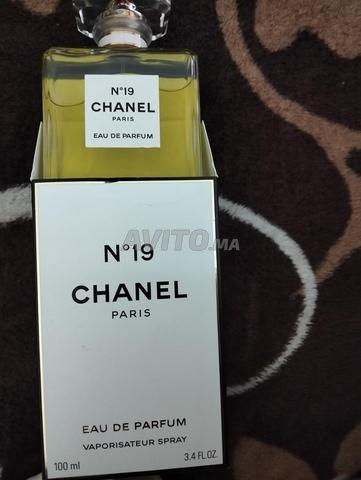 N°19
CHANEL
PARIS
EAU DE PARFUM
AVITO.MA
N°19
CHANEL
PARIS
EAU DE PARFUM
VAPORISATEUR SPRAY
100 ml 3.4 FL.OZ.